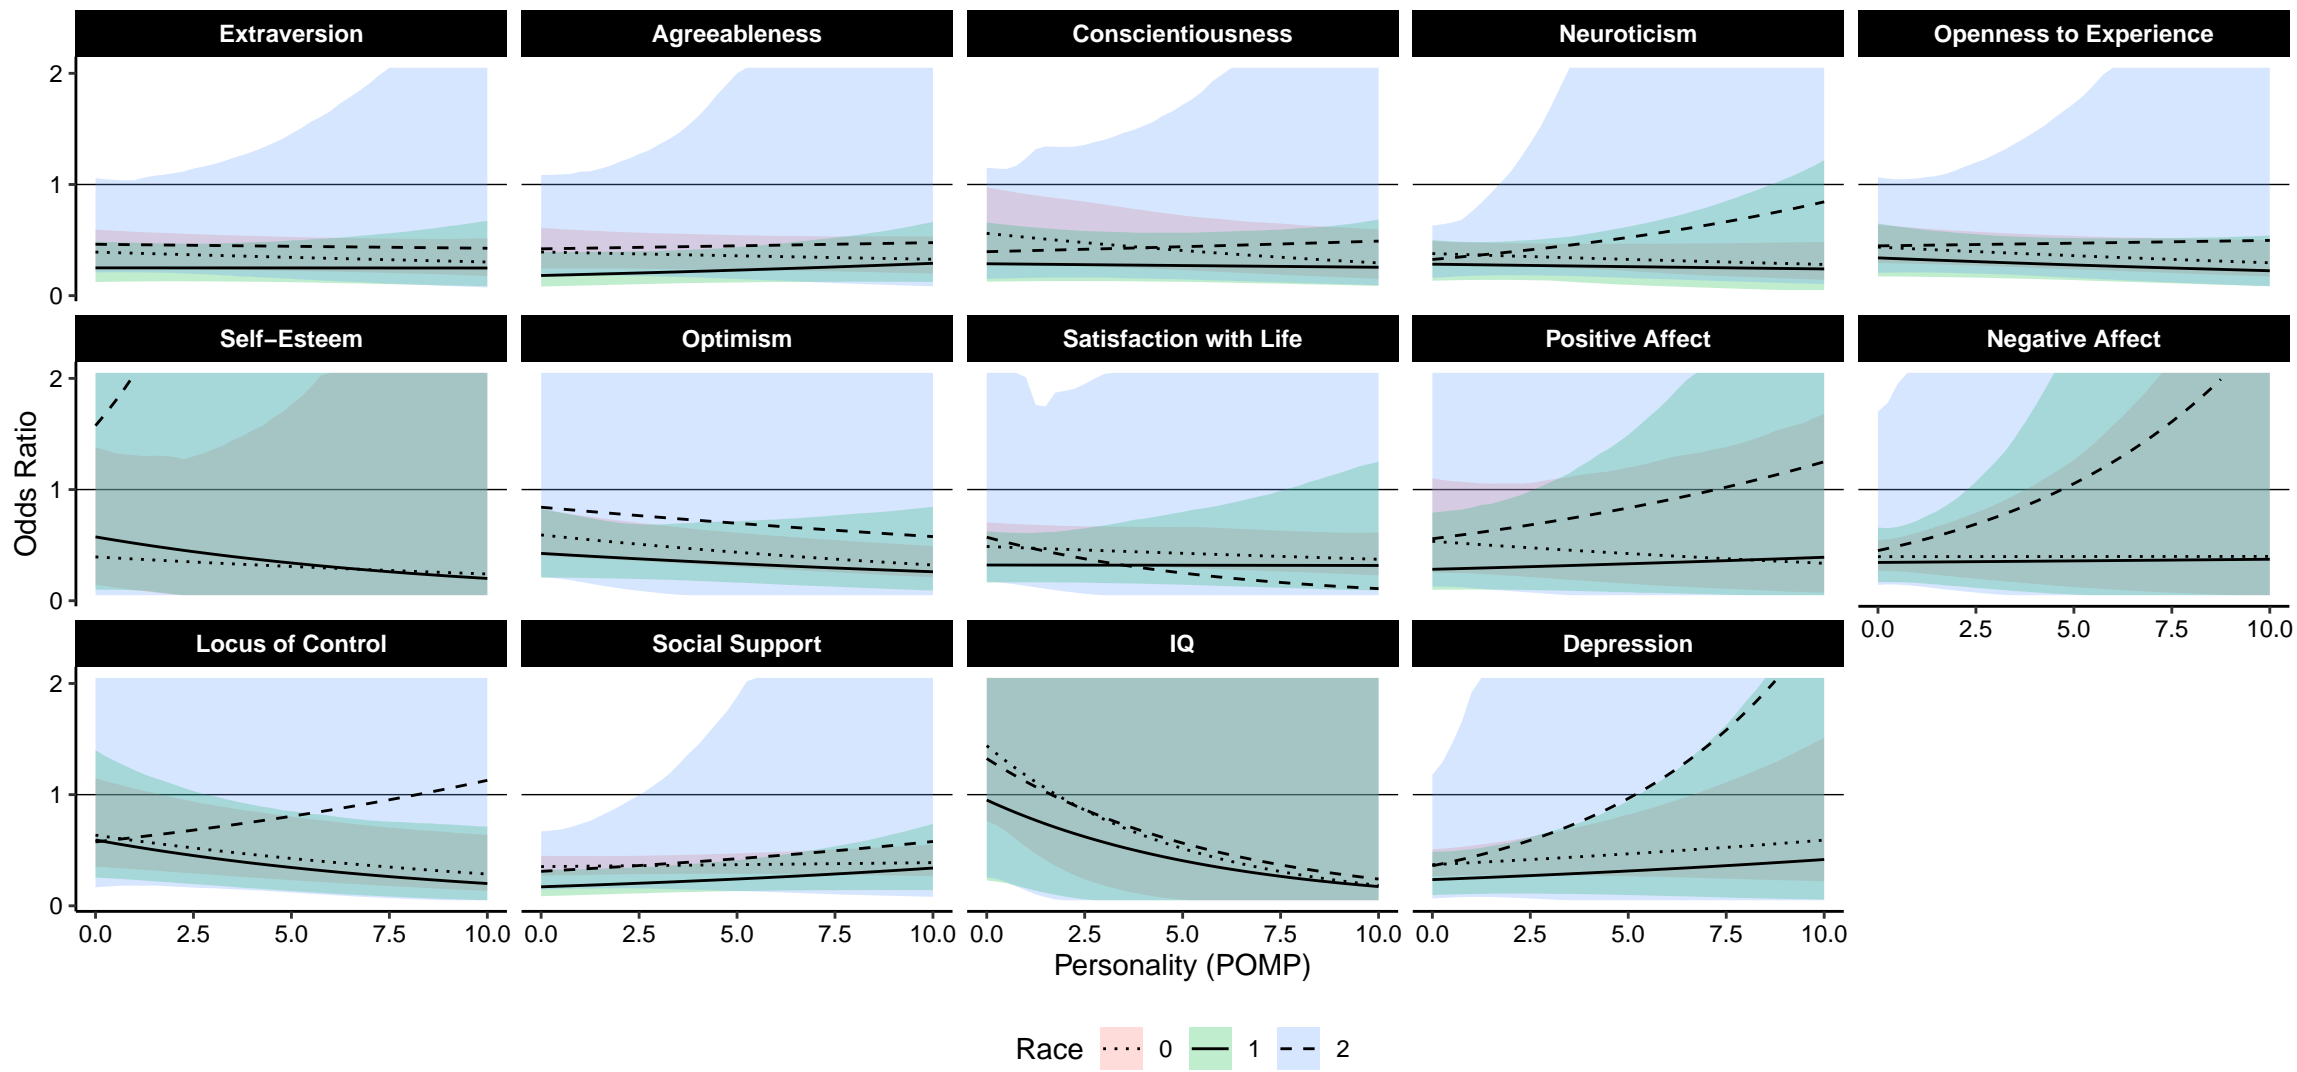 Extraversion Agreeableness Conscientiousness Neuroticism Openness to Experience
2
1
0
Self−Esteem Optimism Satisfaction with Life Positive Affect Negative Affect
2
Odds Ratio
1
0
0.0 2.5 5.0 7.5 10.0
Locus of Control Social Support IQ Depression
2
1
0
0.0 2.5 5.0 7.5 10.0 0.0 2.5 5.0 7.5 10.0 0.0 2.5 5.0 7.5 10.0 0.0 2.5 5.0 7.5 10.0
Personality (POMP)
Race 0 1 2